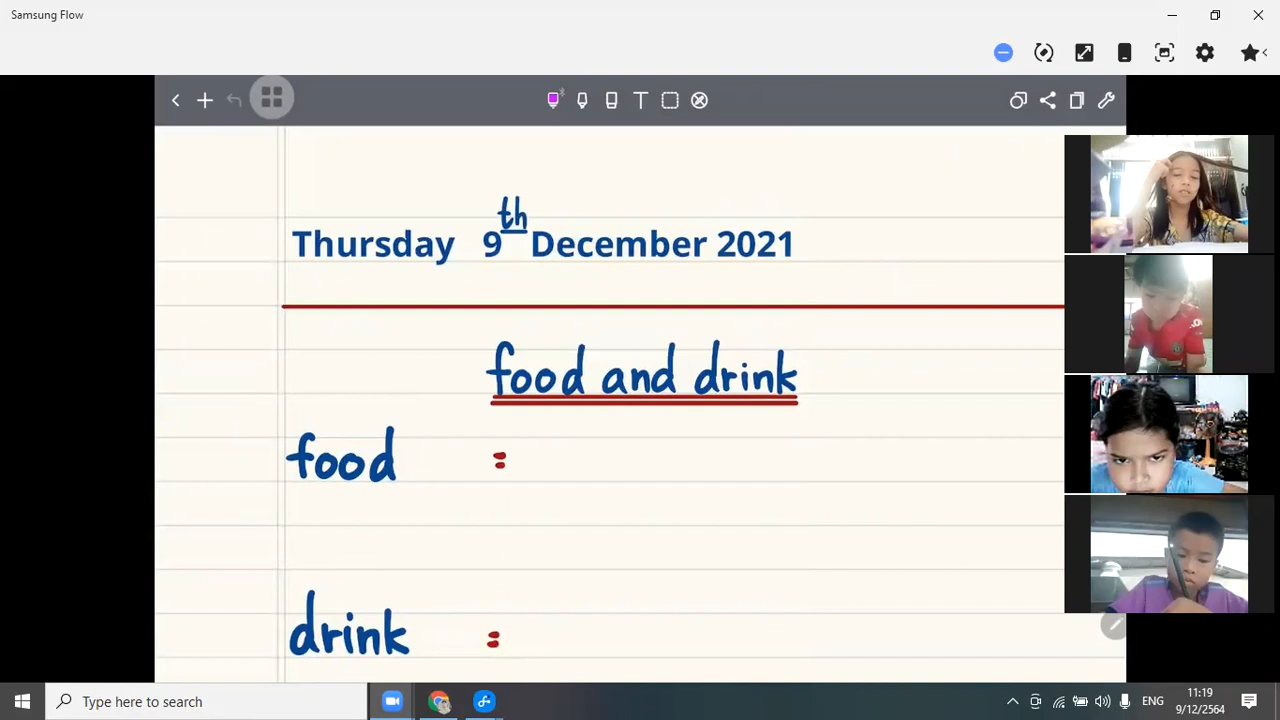 Samsung Flow
T
Thursday 9th December 2021
food and drink
food :
drink :
Type here to search
ENG
11:19
9/12/2564